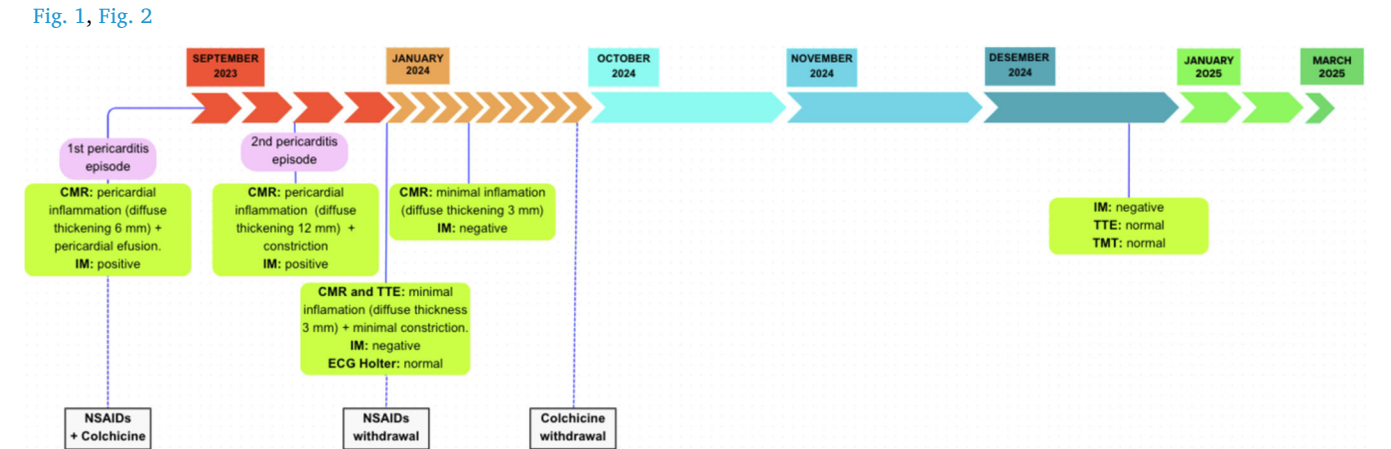 Fig. 1, Fig. 2
SEPTEMBER
2023
JANUARY
2024
OCTOBER
2024
NOVEMBER
2024
DESEMBER
2024
JANUARY
2025
MARCH
2025
1st pericarditis
episode
CMR: pericardial
inflammation (diffuse
thickening 6 mm) +
pericardial efusion.
IM: positive
2nd pericarditis
episode
CMR: pericardial
inflammation (diffuse
thickening 12 mm) +
constriction
IM: positive
CMR: minimal inflamation
(diffuse thickening 3 mm)
IM: negative
CMR and TTE: minimal
inflamation (diffuse thickness
3 mm) + minimal constriction.
IM: negative
ECG Holter: normal
IM: negative
TTE: normal
TMT: normal
NSAIDs
+ Colchicine
NSAIDs
withdrawal
Colchicine
withdrawal